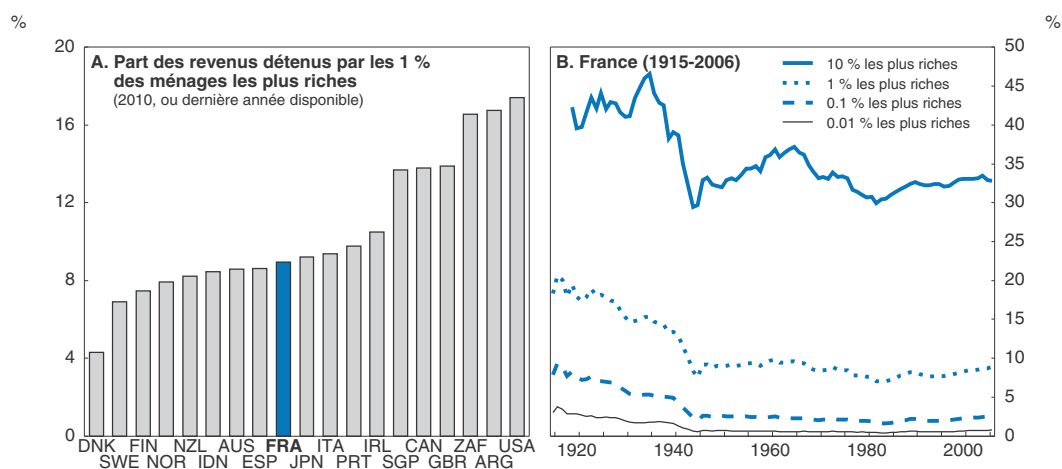 %
%
20
16
12
8
4
0
A. Part des revenus détenus par les 1 %
des ménages les plus riches
(2010, ou dernière année disponible)
DNK FIN NZL AUS FRA ITA IRL CAN ZAF USA
SWE NOR IDN ESP JPN PRT SGP GBR ARG
B. France (1915-2006)
10 % les plus riches
1 % les plus riches
0.1 % les plus riches
0.01 % les plus riches
50
45
40
35
30
25
20
15
10
5
0
1920 1940 1960 1980 2000